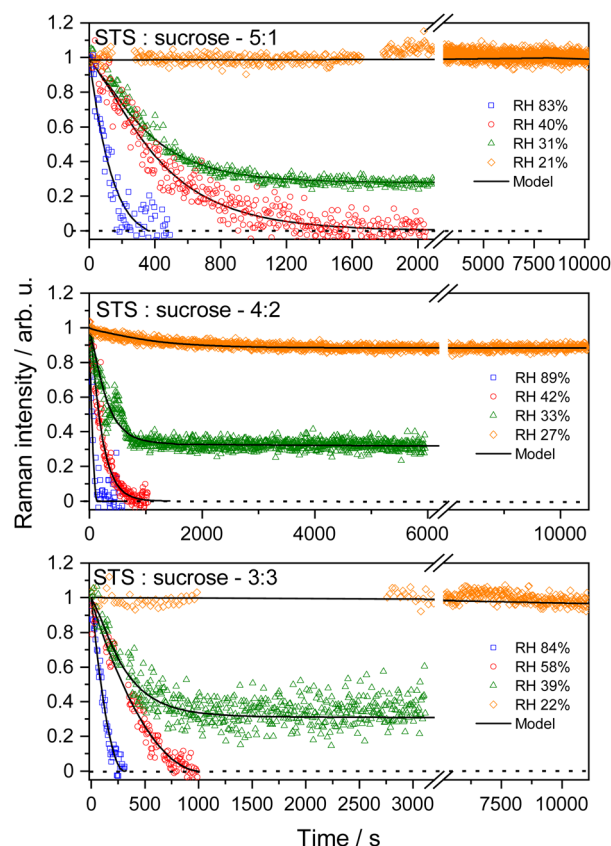 STS : sucrose - 5:1
1.2
1
0.8
0.6
0.4
0.2
0
RH 83%
RH 40%
RH 31%
RH 21%
Model
0 400 800 1200 1600 2000 5000 7500 10000
STS : sucrose - 4:2
1.2
1
0.8
0.6
0.4
0.2
0
RH 89%
RH 42%
RH 33%
RH 27%
Model
0 2000 4000 6000 10000
Raman intensity / arb. u.
STS : sucrose - 3:3
1.2
1
0.8
0.6
0.4
0.2
0
RH 84%
RH 58%
RH 39%
RH 22%
Model
0 500 1000 1500 2000 2500 3000 7500 10000
Time / s